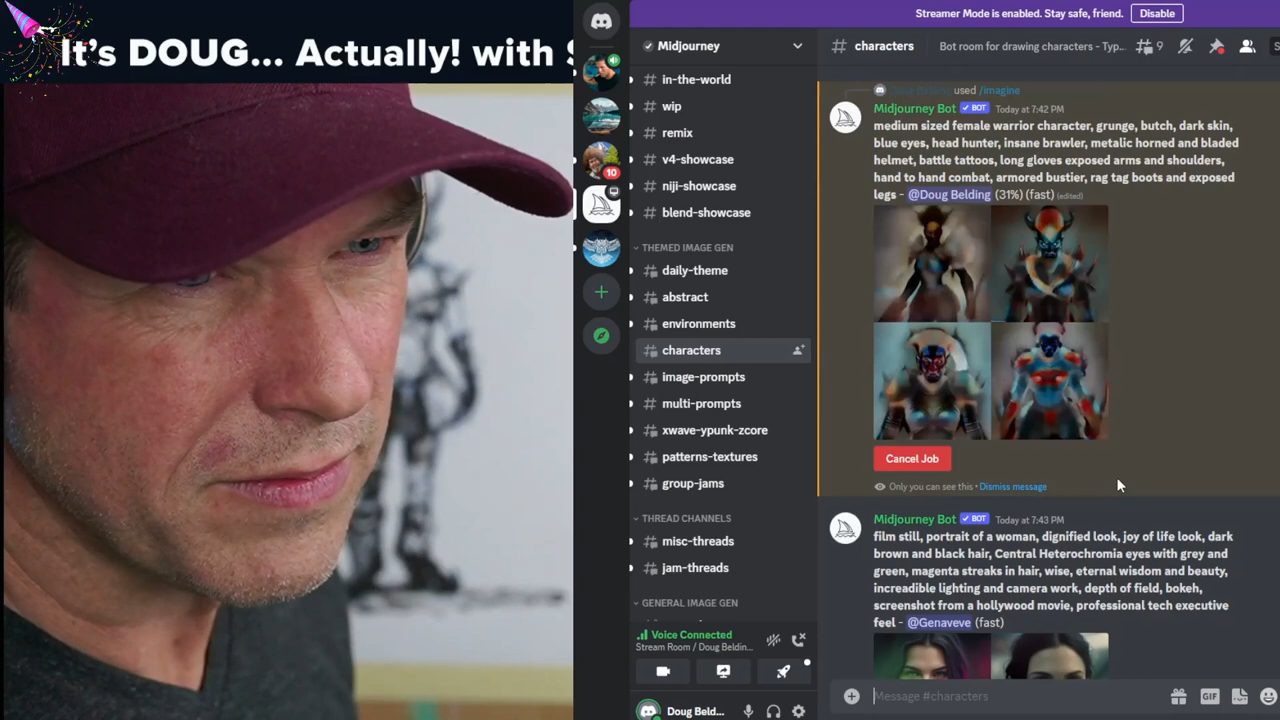 It's DOUG... Actually! with
Streamer Mode is enabled. Stay safe, friend.
Disable
Midjourney
in-the-world
wip
remix
v4-showcase
niji-showcase
blend-showcase
THEMED IMAGE GEN
daily-theme
abstract
environments
characters
image-prompts
multi-prompts
xwave-ypunk-zcore
patterns-textures
group-jams
THREAD CHANNELS
misc-threads
jam-threads
GENERAL IMAGE GEN
Voice Connected
Stream Room / Doug Beldin...
Doug Beld...
10
characters
Bot room for drawing characters - Typ...
9
used /imagine
Midjourney Bot BOT Today at 7:42 PM
medium sized female warrior character, grunge, butch, dark skin,
blue eyes, head hunter, insane brawler, metalic horned and bladed
helmet, battle tattoos, long gloves exposed arms and shoulders,
hand to hand combat, armored bustier, rag tag boots and exposed
legs - @Doug Belding (31%) (fast) (edited)
Cancel Job
Only you can see this • Dismiss message
Midjourney Bot BOT Today at 7:43 PM
film still, portrait of a woman, dignified look, joy of life look, dark
brown and black hair, Central Heterochromia eyes with grey and
green, magenta streaks in hair, wise, eternal wisdom and beauty,
increadible lighting and camera work, depth of field, bokeh,
screenshot from a hollywood movie, professional tech executive
feel - @Genaveve (fast)
Message #characters
GIF